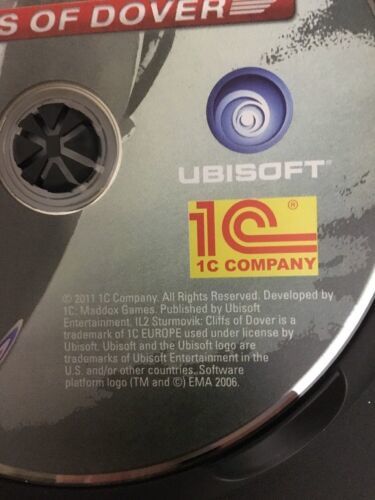 S OF DOVER
UBISOFT®
1C®
1C COMPANY
© 2011 1C Company. All Rights Reserved. Developed by
1C: Maddox Games. Published by Ubisoft
Entertainment. IL2 Sturmovik: Cliffs of Dover is a
trademark of 1C EUROPE used under license by
Ubisoft. Ubisoft and the Ubisoft logo are
trademarks of Ubisoft Entertainment in the
U.S. and/or other countries. Software
platform logo (TM and ©) EMA 2006.